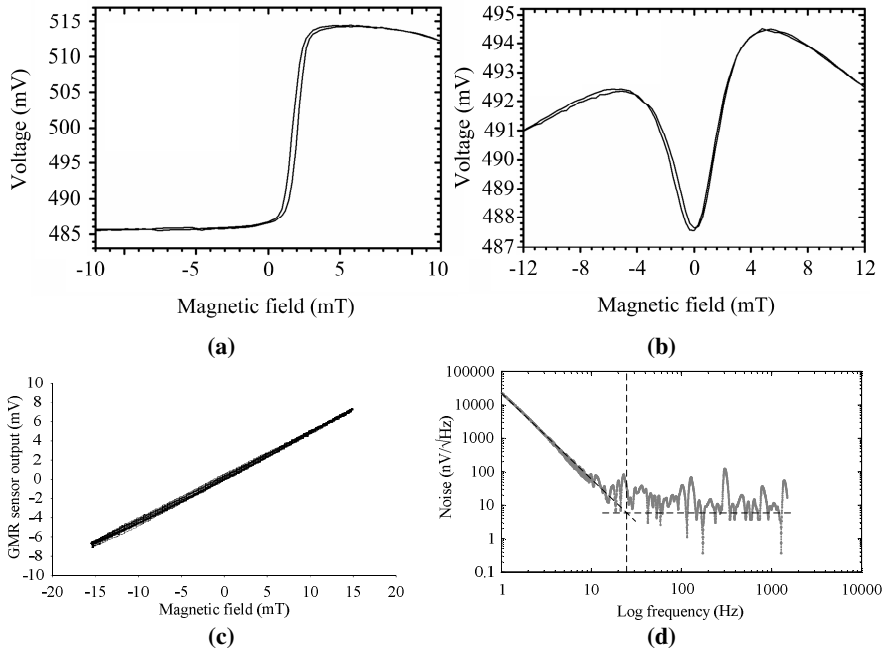 515
510
505
500
495
490
485
Voltage (mV)
-10 -5 0 5 10
Magnetic field (mT)
(a)
495
494
493
492
491
490
489
488
487
Voltage (mV)
-12 -8 -4 0 4 8 12
Magnetic field (mT)
(b)
10
8
6
4
2
0
-2
-4
-6
-8
-10
GMR sensor output (mV)
-20 -15 -10 -5 0 5 10 15 20
Magnetic field (mT)
(c)
100000
10000
1000
100
10
1
0.1
Noise (nV/√Hz)
1 10 100 1000 10000
Log frequency (Hz)
(d)